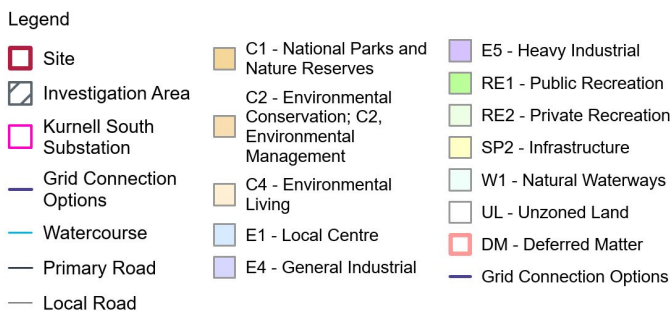 Legend
Site
Investigation Area
Kurnell South
Substation
Grid Connection
Options
Watercourse
Primary Road
Local Road
C1 - National Parks and
Nature Reserves
C2 - Environmental
Conservation; C2,
Environmental
Management
C4 - Environmental
Living
E1 - Local Centre
E4 - General Industrial
E5 - Heavy Industrial
RE1 - Public Recreation
RE2 - Private Recreation
SP2 - Infrastructure
W1 - Natural Waterways
UL - Unzoned Land
DM - Deferred Matter
Grid Connection Options